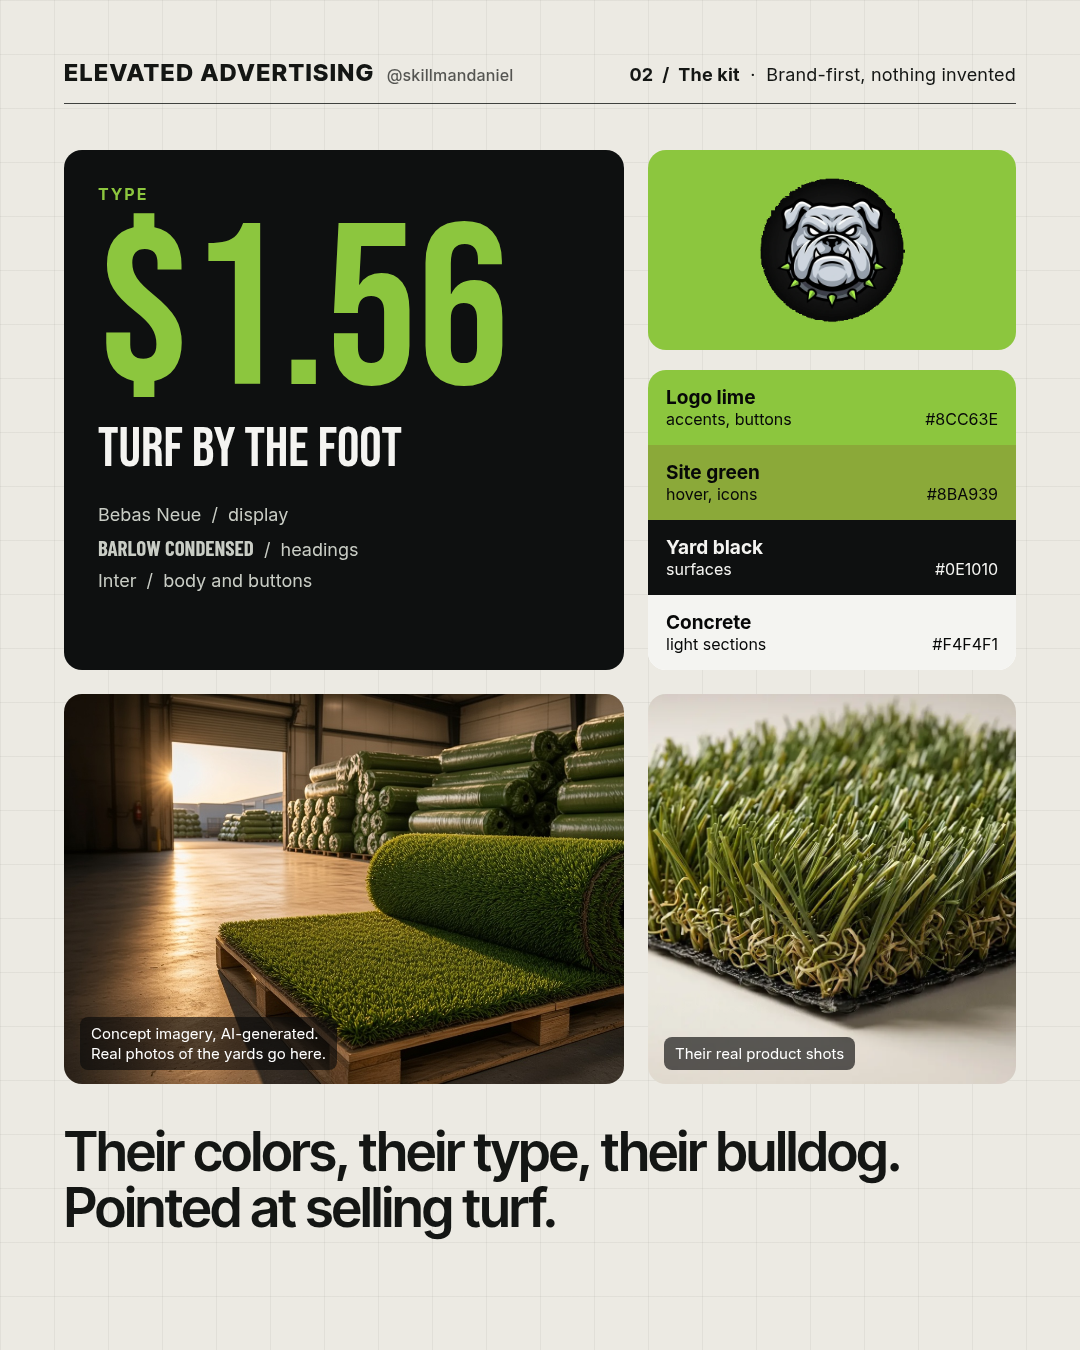 ELEVATED ADVERTISING @skillmandaniel
02 / The kit · Brand-first, nothing invented
TYPE
$1.56
TURF BY THE FOOT
Bebas Neue / display
BARLOW CONDENSED / headings
Inter / body and buttons
Logo lime
accents, buttons #8CC63E
Site green
hover, icons #8BA939
Yard black
surfaces #0E1010
Concrete
light sections #F4F4F1
Concept imagery, AI-generated.
Real photos of the yards go here.
Their real product shots
Their colors, their type, their bulldog.
Pointed at selling turf.